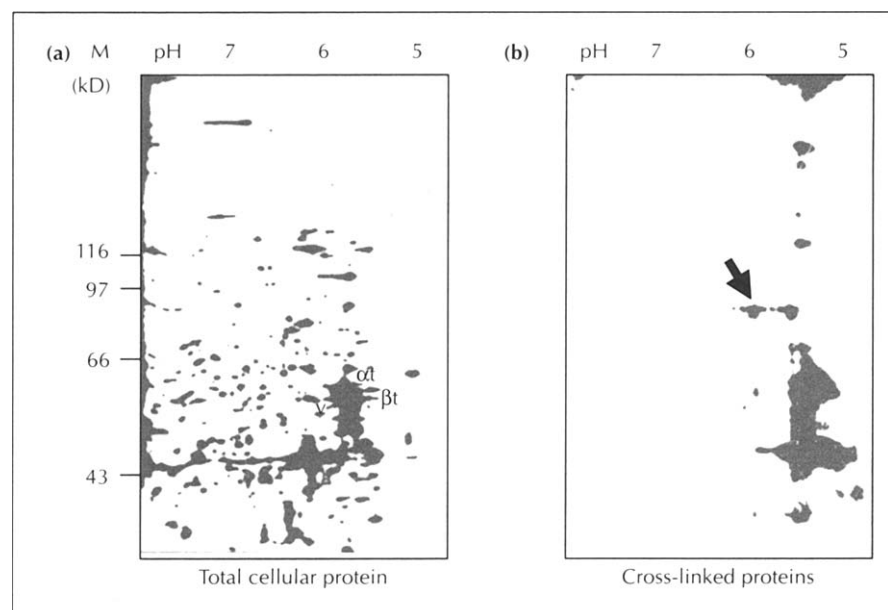 (a) M pH 7 6 5
(kD)
116
97
66
43
αt
βt
v
Total cellular protein
(b) pH 7 6 5
Cross-linked proteins